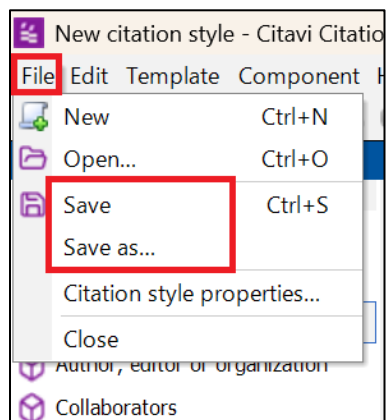 New citation style - Citavi Citatio
File Edit Template Component H
New Ctrl+N
Open... Ctrl+O
Save Ctrl+S
Save as...
Citation style properties...
Close
Author, editor or organization
Collaborators